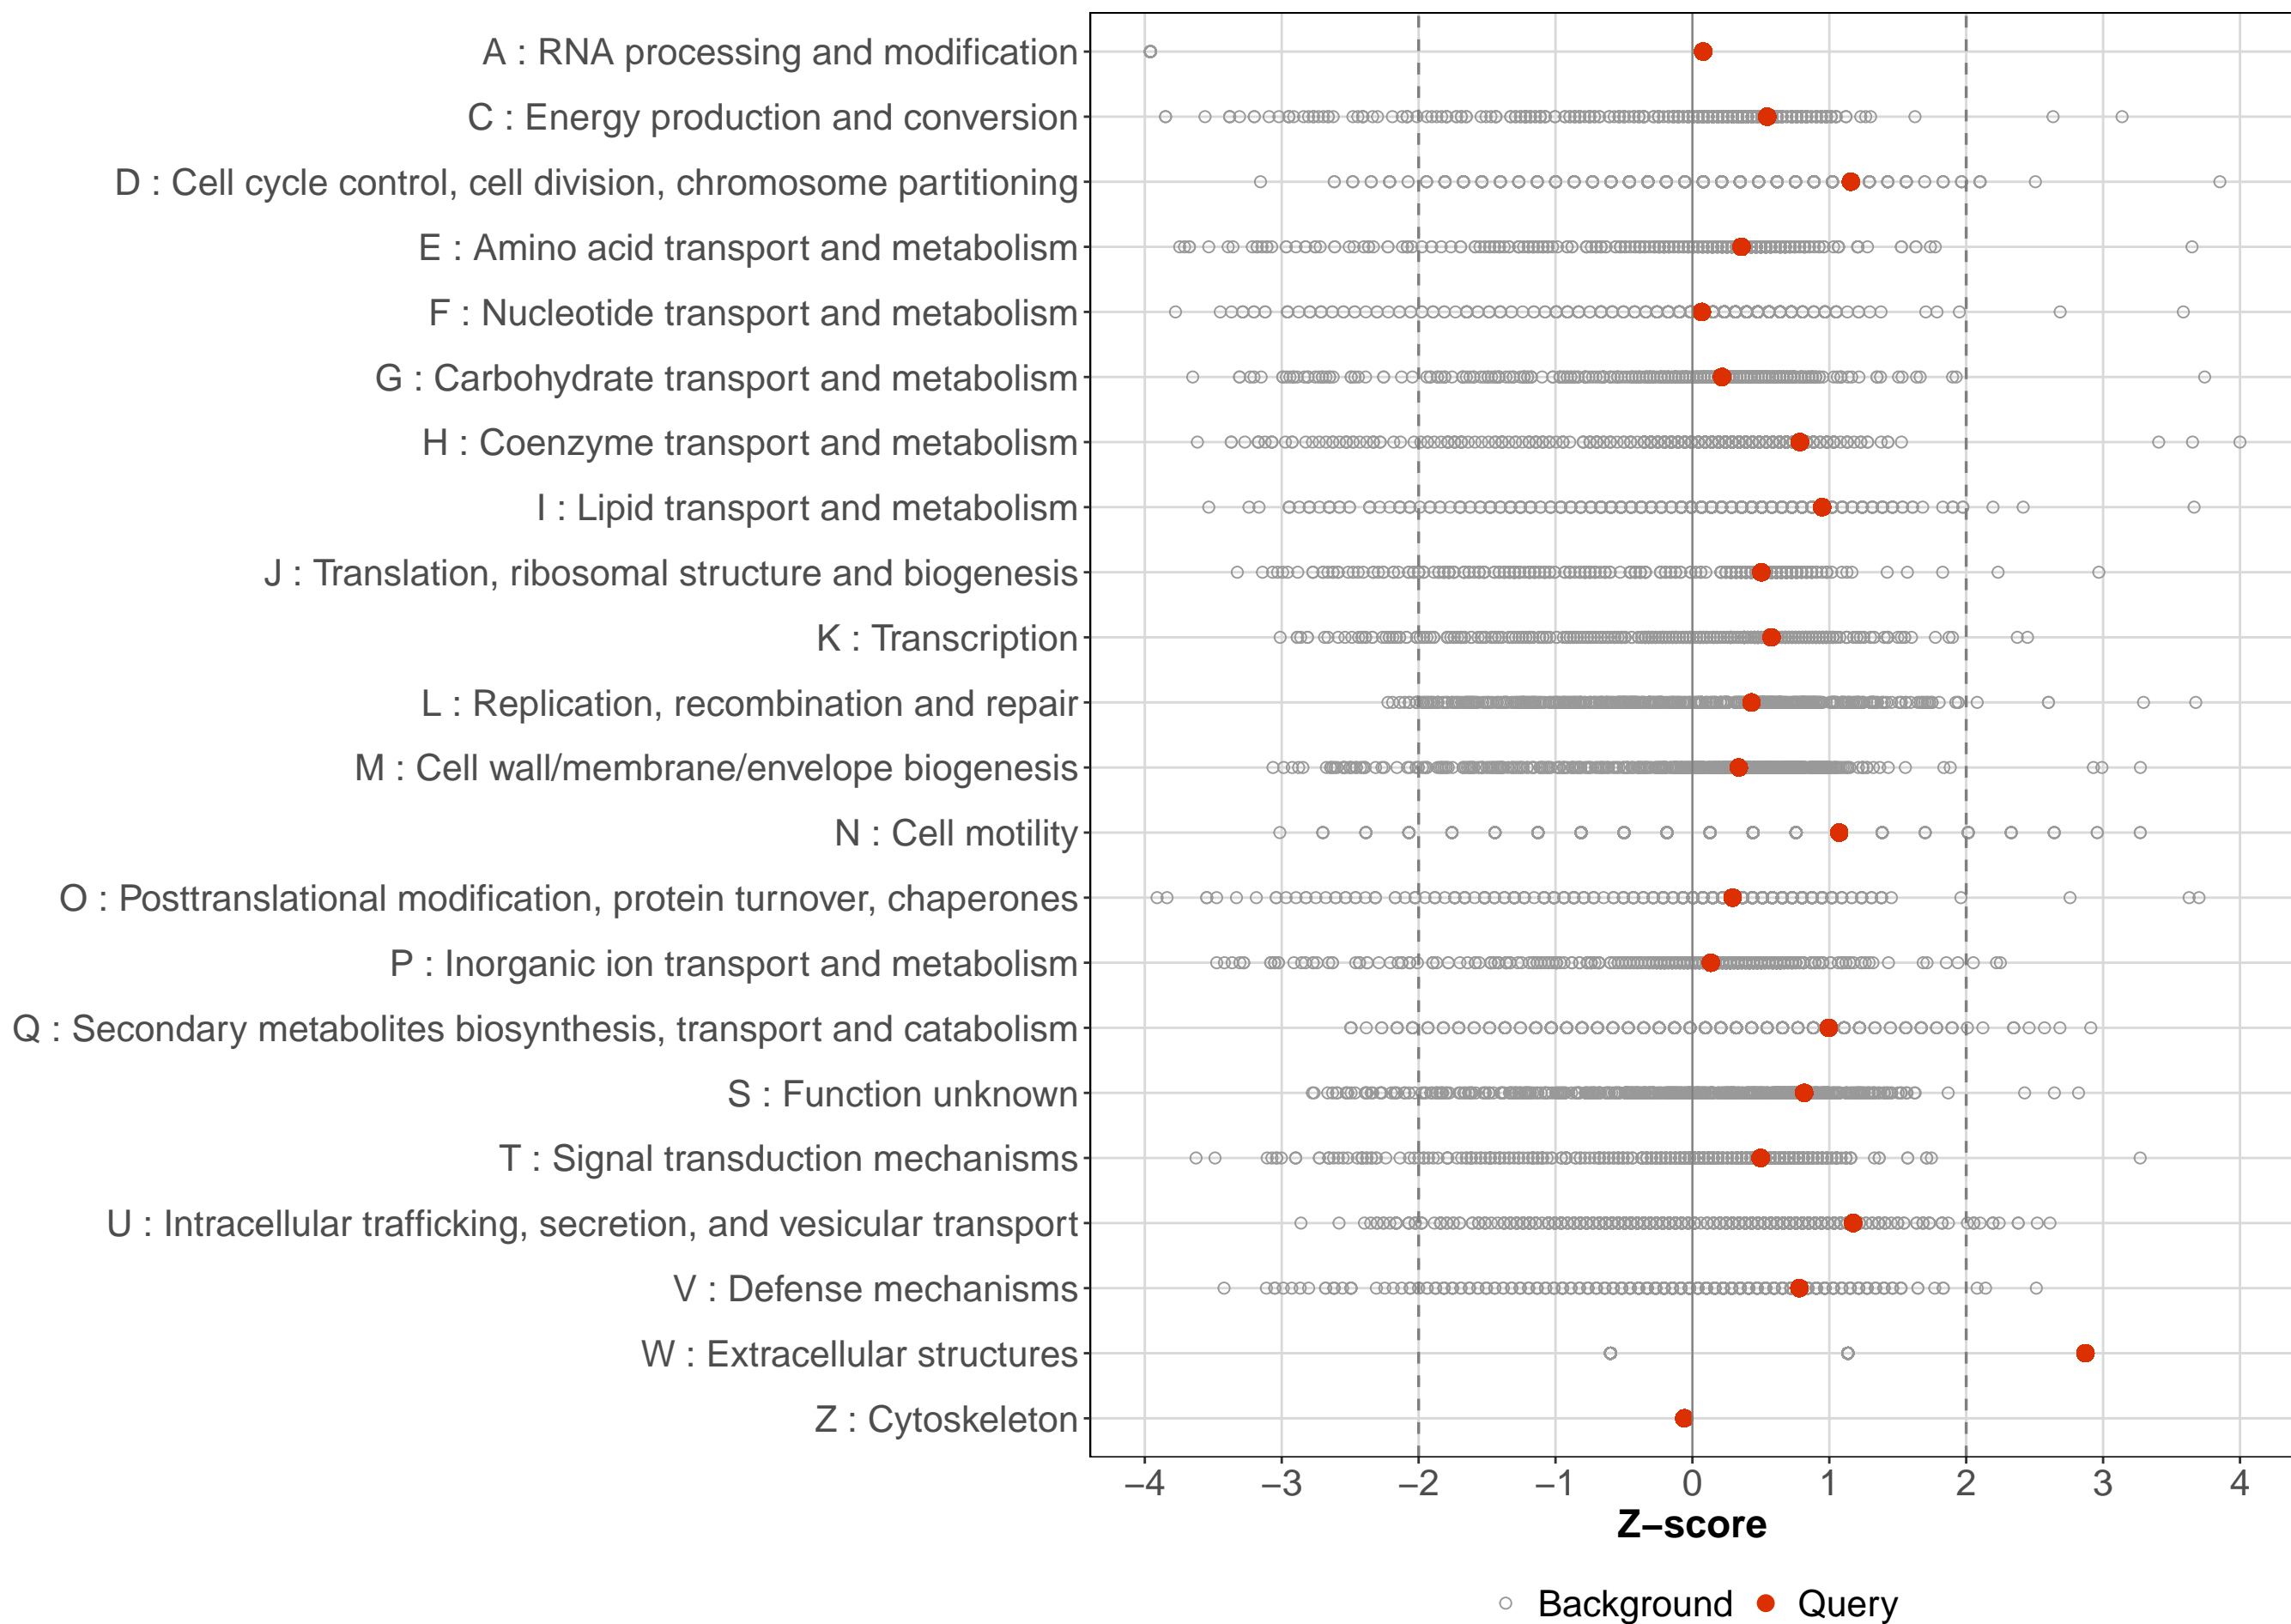 A : RNA processing and modification
C : Energy production and conversion
D : Cell cycle control, cell division, chromosome partitioning
E : Amino acid transport and metabolism
F : Nucleotide transport and metabolism
G : Carbohydrate transport and metabolism
H : Coenzyme transport and metabolism
I : Lipid transport and metabolism
J : Translation, ribosomal structure and biogenesis
K : Transcription
L : Replication, recombination and repair
M : Cell wall/membrane/envelope biogenesis
N : Cell motility
O : Posttranslational modification, protein turnover, chaperones
P : Inorganic ion transport and metabolism
Q : Secondary metabolites biosynthesis, transport and catabolism
S : Function unknown
T : Signal transduction mechanisms
U : Intracellular trafficking, secretion, and vesicular transport
V : Defense mechanisms
W : Extracellular structures
Z : Cytoskeleton
−4 −3 −2 −1 0 1 2 3 4
Z−score
Background Query